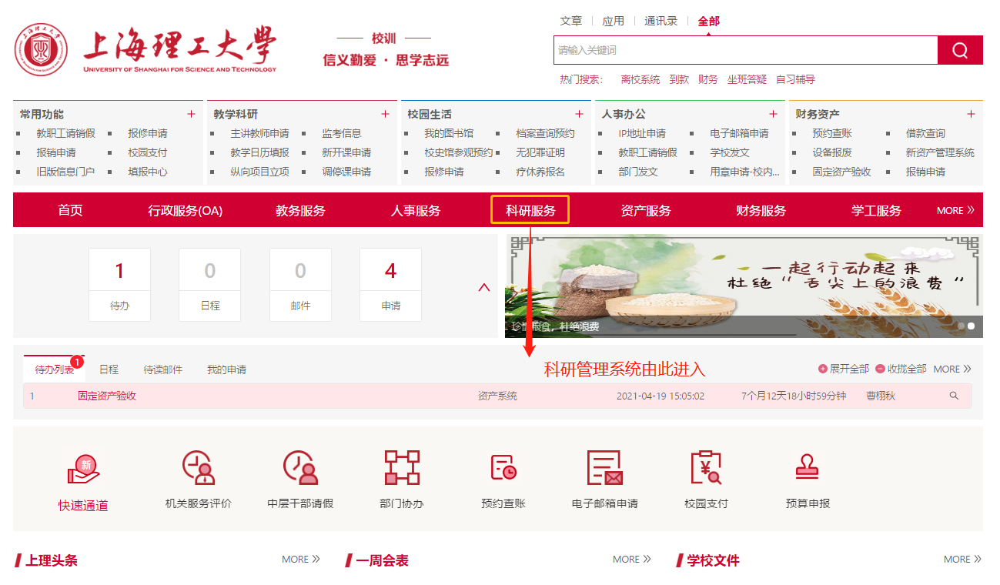 上海理工大學
UNIVERSITY OF SHANGHAI FOR SCIENCE AND TECHNOLOGY
校训
信义勤爱 · 思学志远
文章 应用 通讯录 全部
请输入关键词
热门搜索: 离校系统 到款 财务 坐班答疑 自习辅导
常用功能 +
教职工请销假 报修申请
报销申请 校园支付
旧版信息门户 填报中心
教学科研 +
主讲教师申请 监考信息
教学日历填报 新开课申请
纵向项目立项 调停课申请
校园生活 +
我的图书馆 档案查询预约
校史馆参观预约 无犯罪证明
报修申请 疗休养报名
人事办公 +
IP地址申请 电子邮箱申请
教职工请销假 学校发文
部门发文 用章申请-校内...
财务资产 +
预约查账 借款查询
设备报废 新资产管理系统
固定资产验收 报销申请
首页 行政服务(OA) 教务服务 人事服务 科研服务 资产服务 财务服务 学工服务 MORE
1 0 0 4
待办 日程 邮件 申请
一起行动起来
杜绝“舌尖上的浪费”
珍惜粮食，杜绝浪费
待办列表 1 日程 待读邮件 我的申请
科研管理系统由此进入
展开全部 收拢全部 MORE
1 固定资产验收 资产系统 2021-04-19 15:05:02 7个月12天18小时59分钟 曹栩秋
新
快速通道 机关服务评价 中层干部请假 部门协办 预约查账 电子邮箱申请 校园支付 预算申报
上理头条 MORE
一周会表 MORE
学校文件 MORE